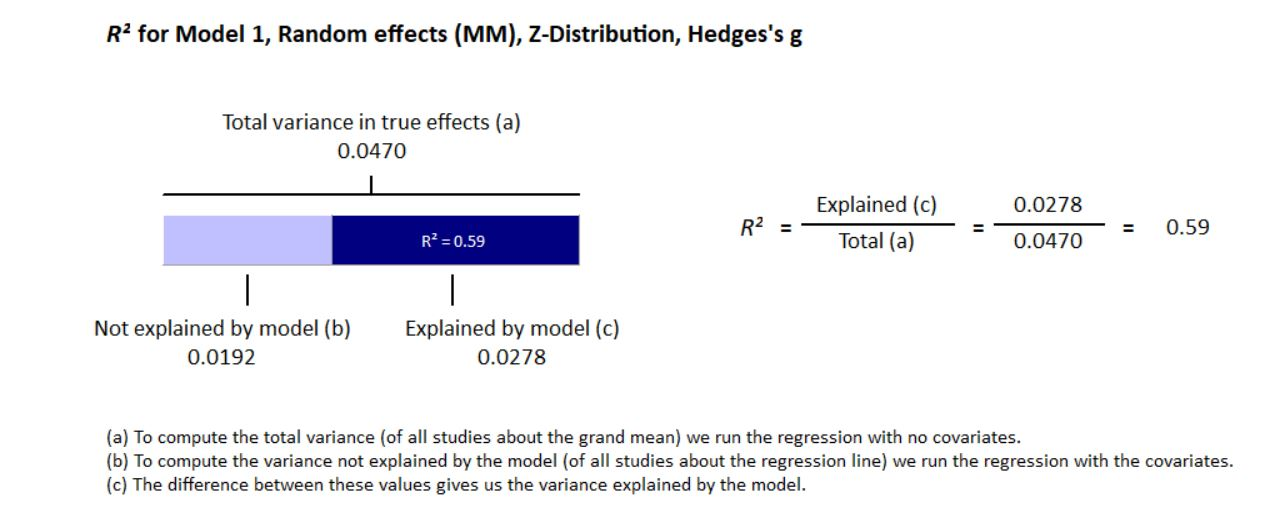 R² for Model 1, Random effects (MM), Z-Distribution, Hedges's g
Total variance in true effects (a)
0.0470
R² = 0.59
Not explained by model (b)
0.0192
Explained by model (c)
0.0278
R² = Explained (c) / Total (a) = 0.0278 / 0.0470 = 0.59
(a) To compute the total variance (of all studies about the grand mean) we run the regression with no covariates.
(b) To compute the variance not explained by the model (of all studies about the regression line) we run the regression with the covariates.
(c) The difference between these values gives us the variance explained by the model.